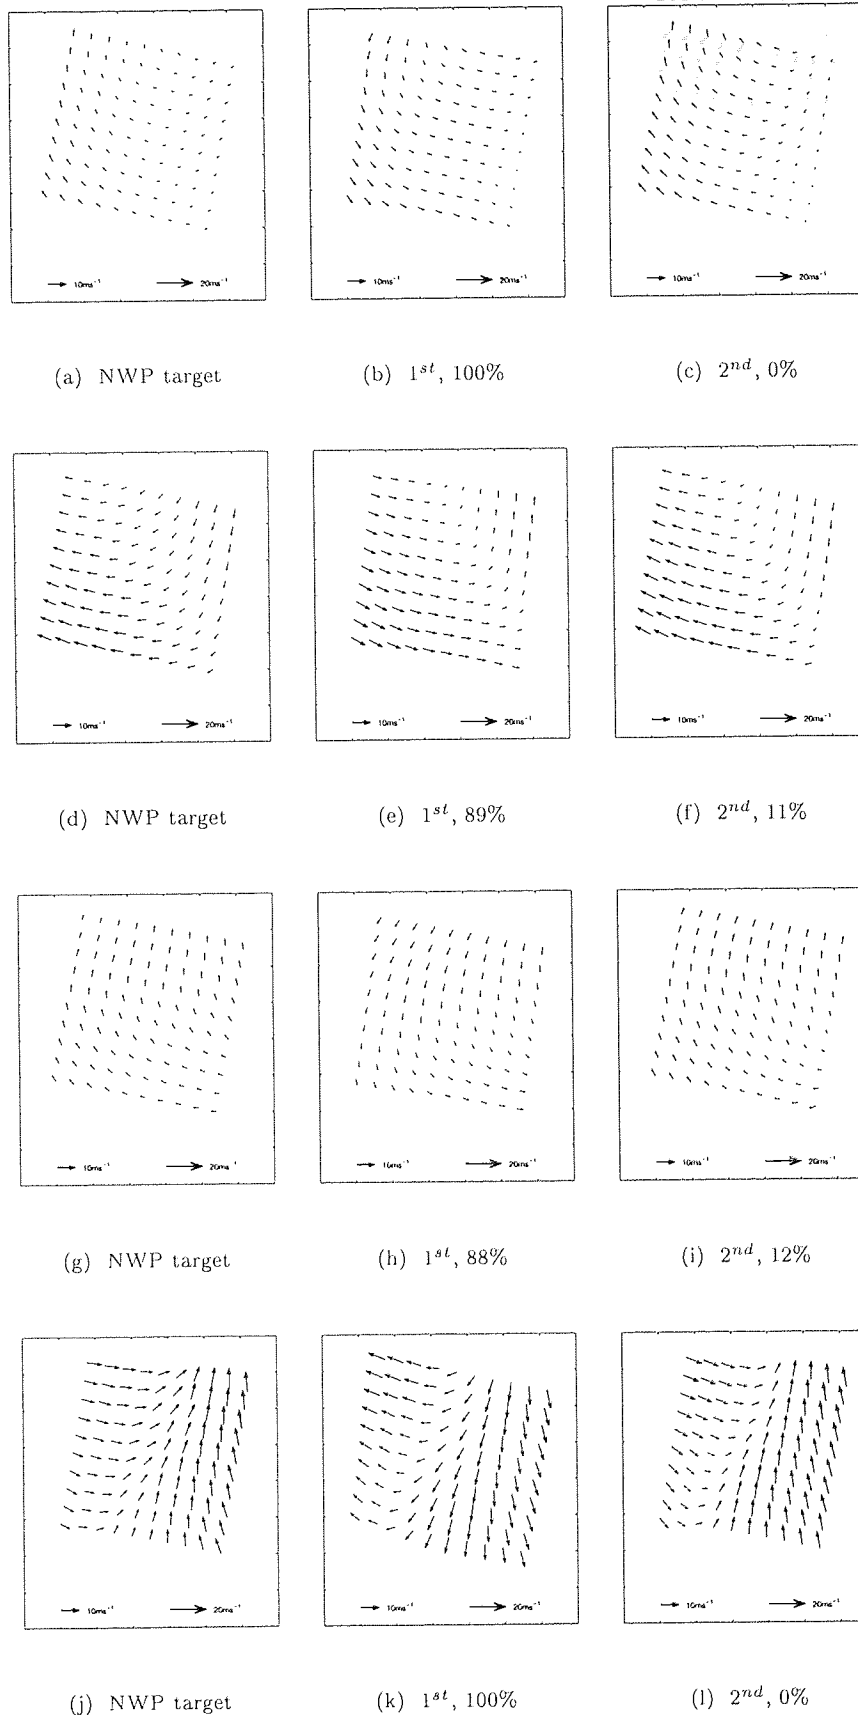 10ms⁻¹ 20ms⁻¹ 10ms⁻¹ 20ms⁻¹ 10ms⁻¹ 20ms⁻¹
(a) NWP target (b) 1ˢᵗ, 100% (c) 2ⁿᵈ, 0%
10ms⁻¹ 20ms⁻¹ 10ms⁻¹ 20ms⁻¹ 10ms⁻¹ 20ms⁻¹
(d) NWP target (e) 1ˢᵗ, 89% (f) 2ⁿᵈ, 11%
10ms⁻¹ 20ms⁻¹ 10ms⁻¹ 20ms⁻¹ 10ms⁻¹ 20ms⁻¹
(g) NWP target (h) 1ˢᵗ, 88% (i) 2ⁿᵈ, 12%
10ms⁻¹ 20ms⁻¹ 10ms⁻¹ 20ms⁻¹ 10ms⁻¹ 20ms⁻¹
(j) NWP target (k) 1ˢᵗ, 100% (l) 2ⁿᵈ, 0%